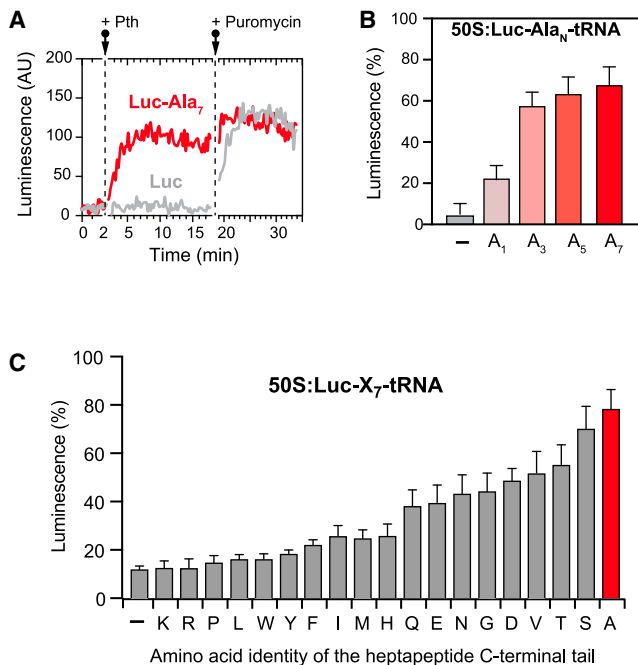 A
+ Pth
+ Puromycin
Luminescence (AU)
200
150
100
50
0
Luc-Ala7
Luc
0 2 5 10 15 20 25 30
Time (min)
B
50S:Luc-AlaN-tRNA
Luminescence (%)
100
80
60
40
20
0
– A1 A3 A5 A7
C
50S:Luc-X7-tRNA
Luminescence (%)
100
80
60
40
20
0
– K R P L W Y F I M H Q E N G D V T S A
Amino acid identity of the heptapeptide C-terminal tail